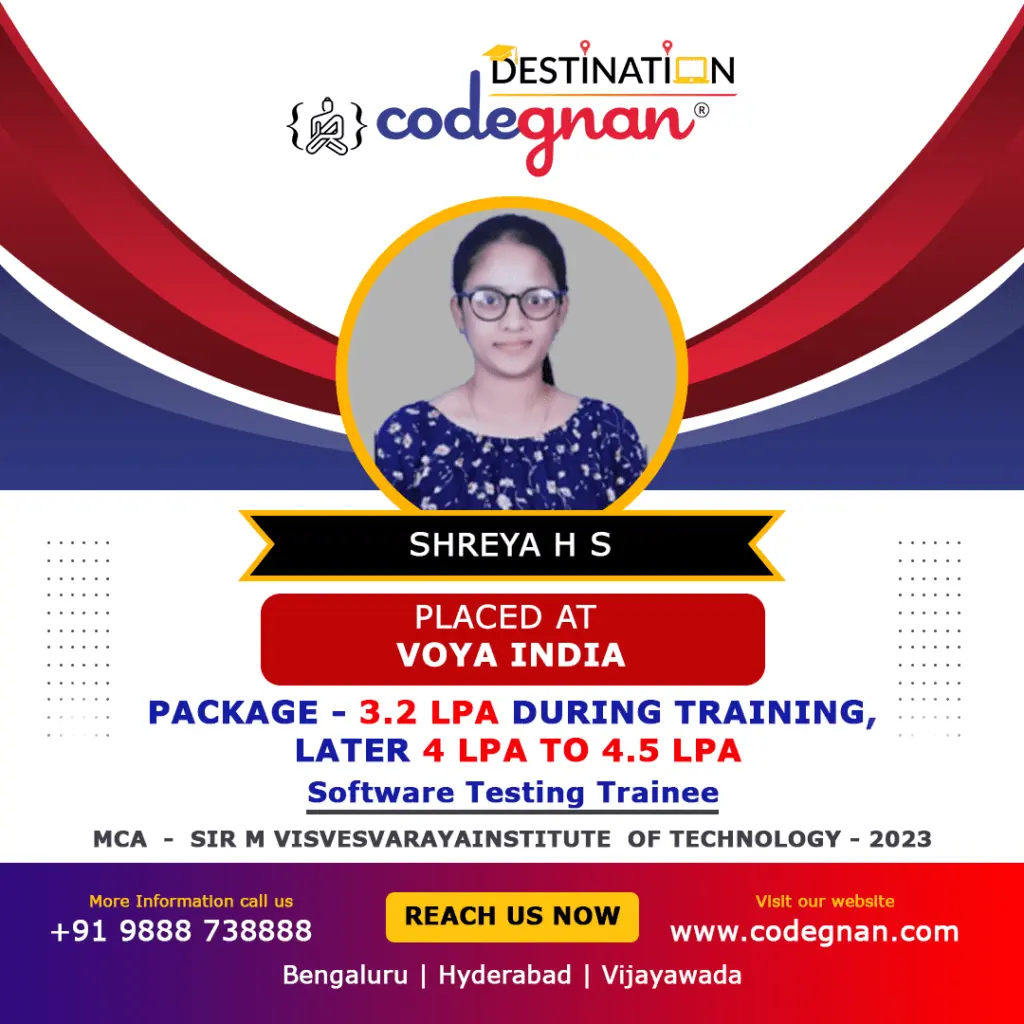 DESTINATION
codegnan®
SHREYA H S
PLACED AT
VOYA INDIA
PACKAGE - 3.2 LPA DURING TRAINING,
LATER 4 LPA TO 4.5 LPA
Software Testing Trainee
MCA - SIR M VISVESVARAYAINSTITUTE OF TECHNOLOGY - 2023
More Information call us
+91 9888 738888
REACH US NOW
Visit our website
www.codegnan.com
Bengaluru | Hyderabad | Vijayawada